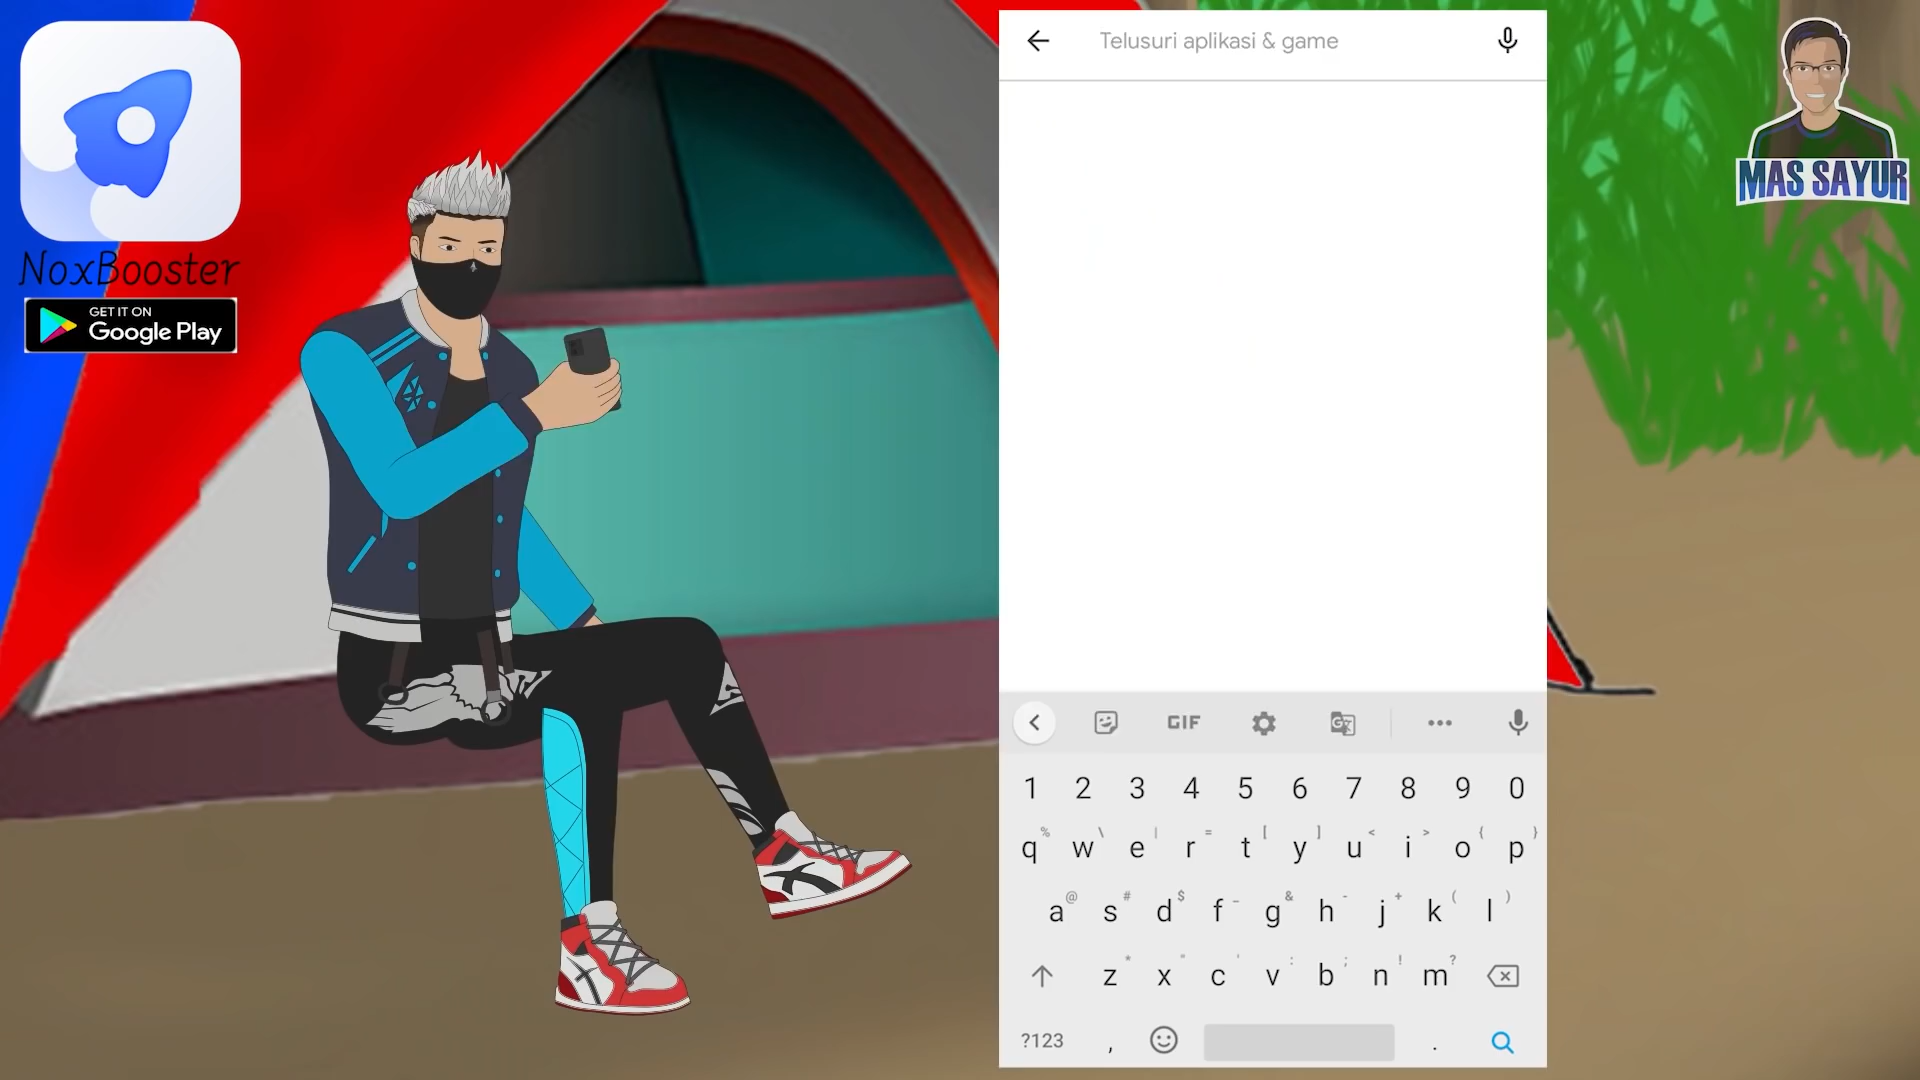 NoxBooster
GET IT ON
Google Play
Telusuri aplikasi & game
MAS SAYUR
GIF
1 2 3 4 5 6 7 8 9 0
% \ | = [ ] < > { }
q w e r t y u i o p
@ # $ _ & - + ( )
a s d f g h j k l
* " ' : ; ! ?
z x c v b n m
?123 , .